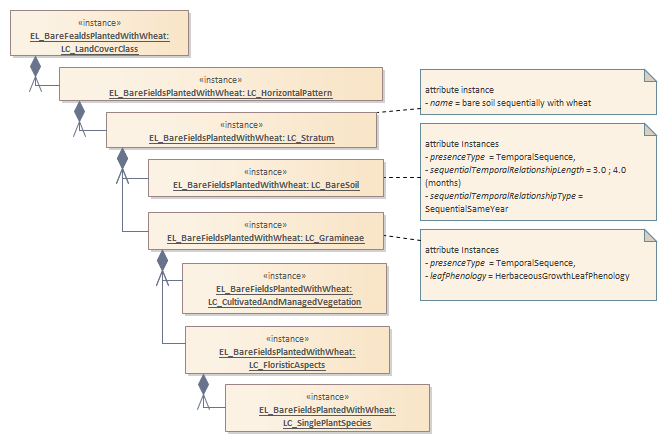 «instance»
EL_BareFealdsPlantedWithWheat:
LC_LandCoverClass
«instance»
EL_BareFieldsPlantedWithWheat: LC_HorizontalPattern
«instance»
EL_BareFieldsPlantedWithWheat: LC_Stratum
«instance»
EL_BareFieldsPlantedWithWheat: LC_BareSoil
«instance»
EL_BareFieldsPlantedWithWheat: LC_Gramineae
«instance»
EL_BareFieldsPlantedWithWheat:
LC_CultivatedAndManagedVegetation
«instance»
EL_BareFieldsPlantedWithWheat:
LC_FloristicAspects
«instance»
EL_BareFieldsPlantedWithWheat:
LC_SinglePlantSpecies
attribute instance
- name = bare soil sequentially with wheat
attribute Instances
- presenceType = TemporalSequence,
- sequentialTemporalRelationshipLength = 3.0 ; 4.0
(months)
- sequentialTemporalRelationshipType =
SequentialSameYear
attribute Instances
- presenceType = TemporalSequence,
- leafPhenology = HerbaceousGrowthLeafPhenology